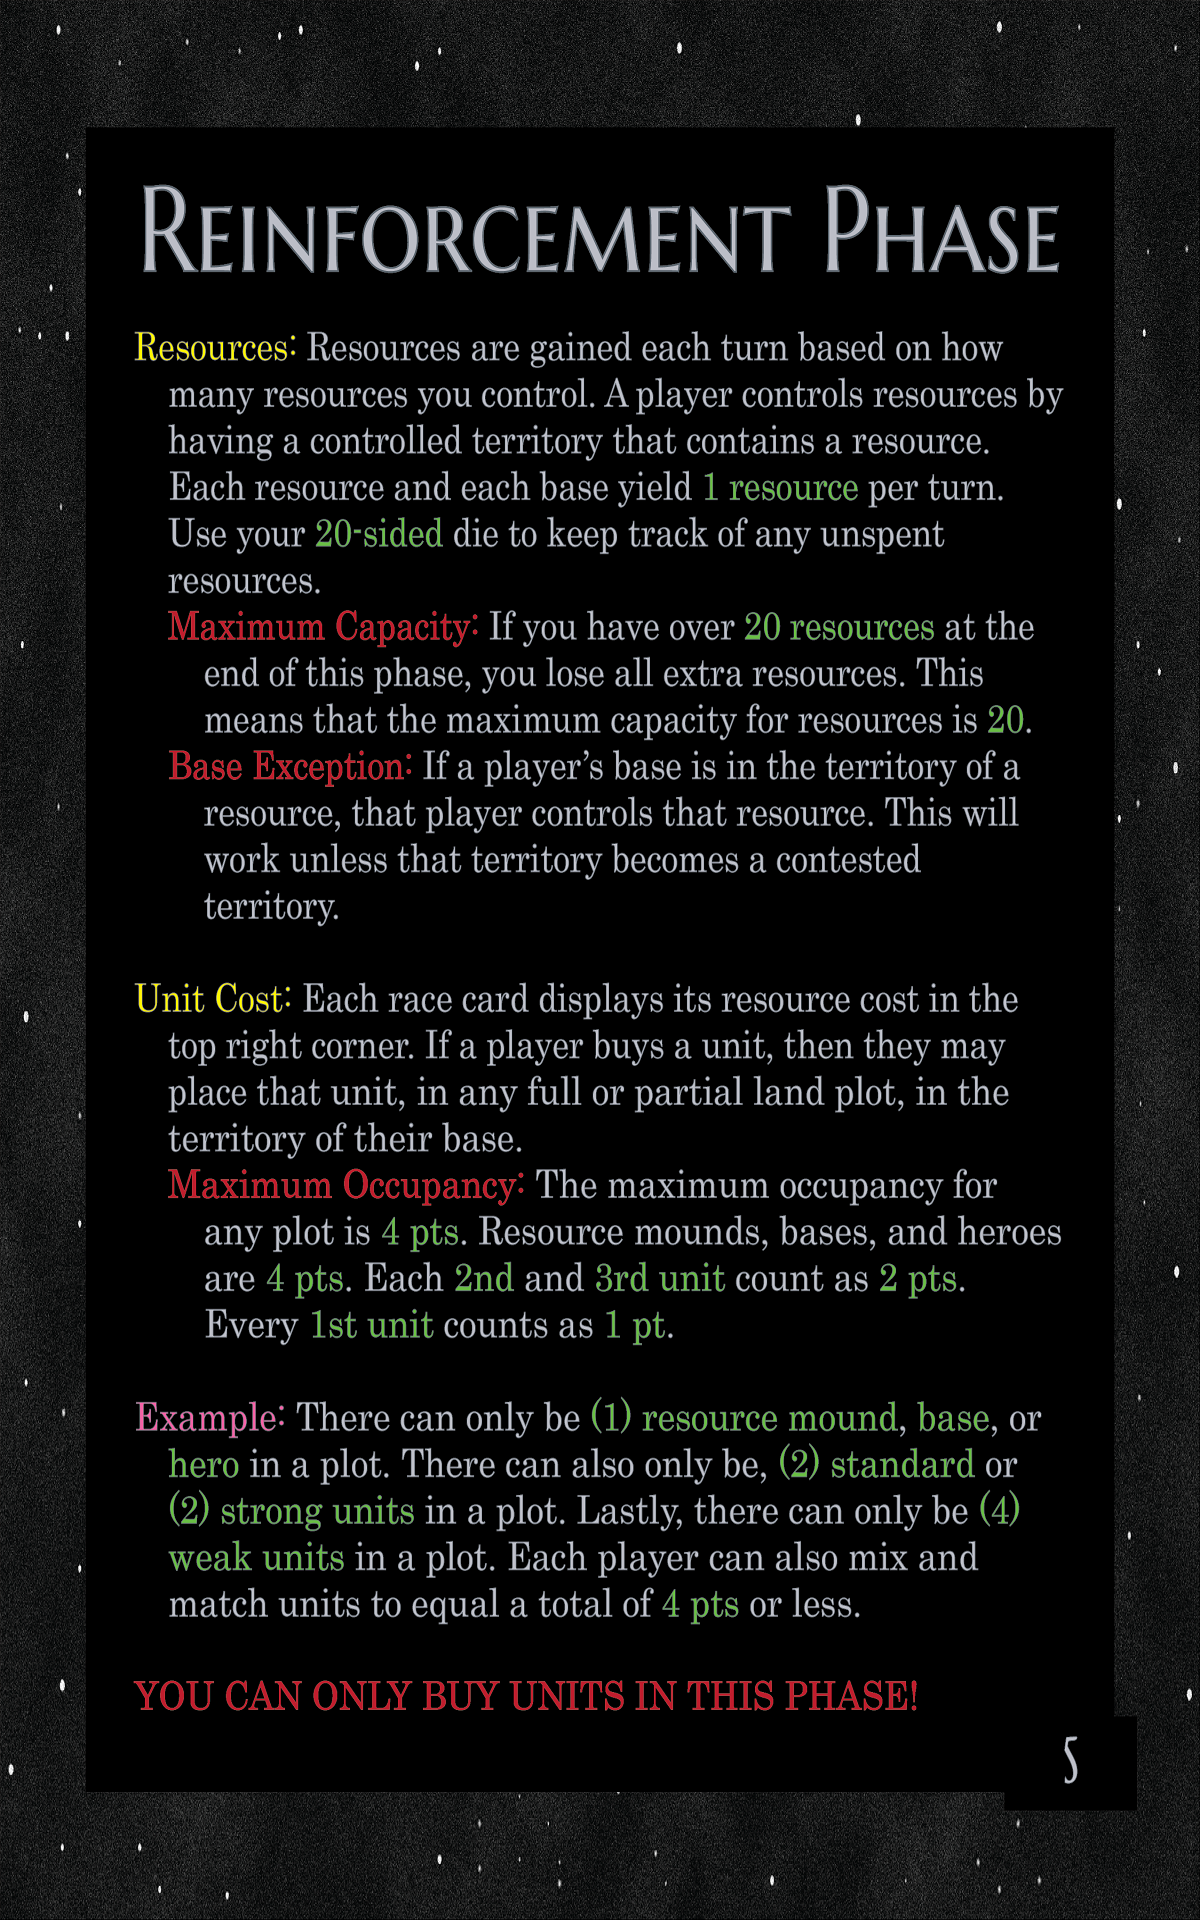 Reinforcement Phase
Resources: Resources are gained each turn based on how
many resources you control. A player controls resources by
having a controlled territory that contains a resource.
Each resource and each base yield 1 resource per turn.
Use your 20-sided die to keep track of any unspent
resources.
Maximum Capacity: If you have over 20 resources at the
end of this phase, you lose all extra resources. This
means that the maximum capacity for resources is 20.
Base Exception: If a player’s base is in the territory of a
resource, that player controls that resource. This will
work unless that territory becomes a contested
territory.
Unit Cost: Each race card displays its resource cost in the
top right corner. If a player buys a unit, then they may
place that unit, in any full or partial land plot, in the
territory of their base.
Maximum Occupancy: The maximum occupancy for
any plot is 4 pts. Resource mounds, bases, and heroes
are 4 pts. Each 2nd and 3rd unit count as 2 pts.
Every 1st unit counts as 1 pt.
Example: There can only be (1) resource mound, base, or
hero in a plot. There can also only be, (2) standard or
(2) strong units in a plot. Lastly, there can only be (4)
weak units in a plot. Each player can also mix and
match units to equal a total of 4 pts or less.
YOU CAN ONLY BUY UNITS IN THIS PHASE!
5